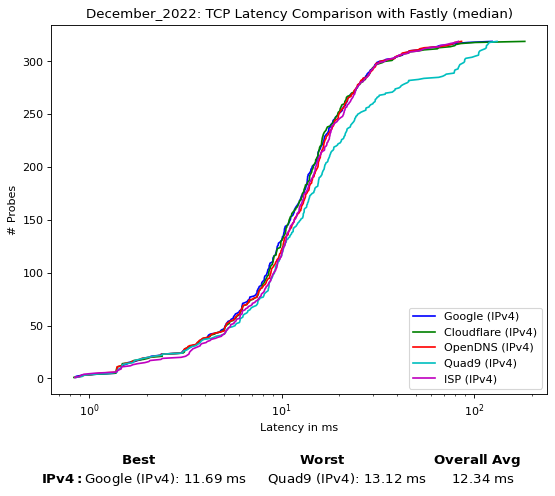 December_2022: TCP Latency Comparison with Fastly (median)
300
250
200
150
100
50
0
# Probes
10⁰ 10¹ 10²
Latency in ms
Google (IPv4)
Cloudflare (IPv4)
OpenDNS (IPv4)
Quad9 (IPv4)
ISP (IPv4)
Best Worst Overall Avg
IPv4: Google (IPv4): 11.69 ms Quad9 (IPv4): 13.12 ms 12.34 ms